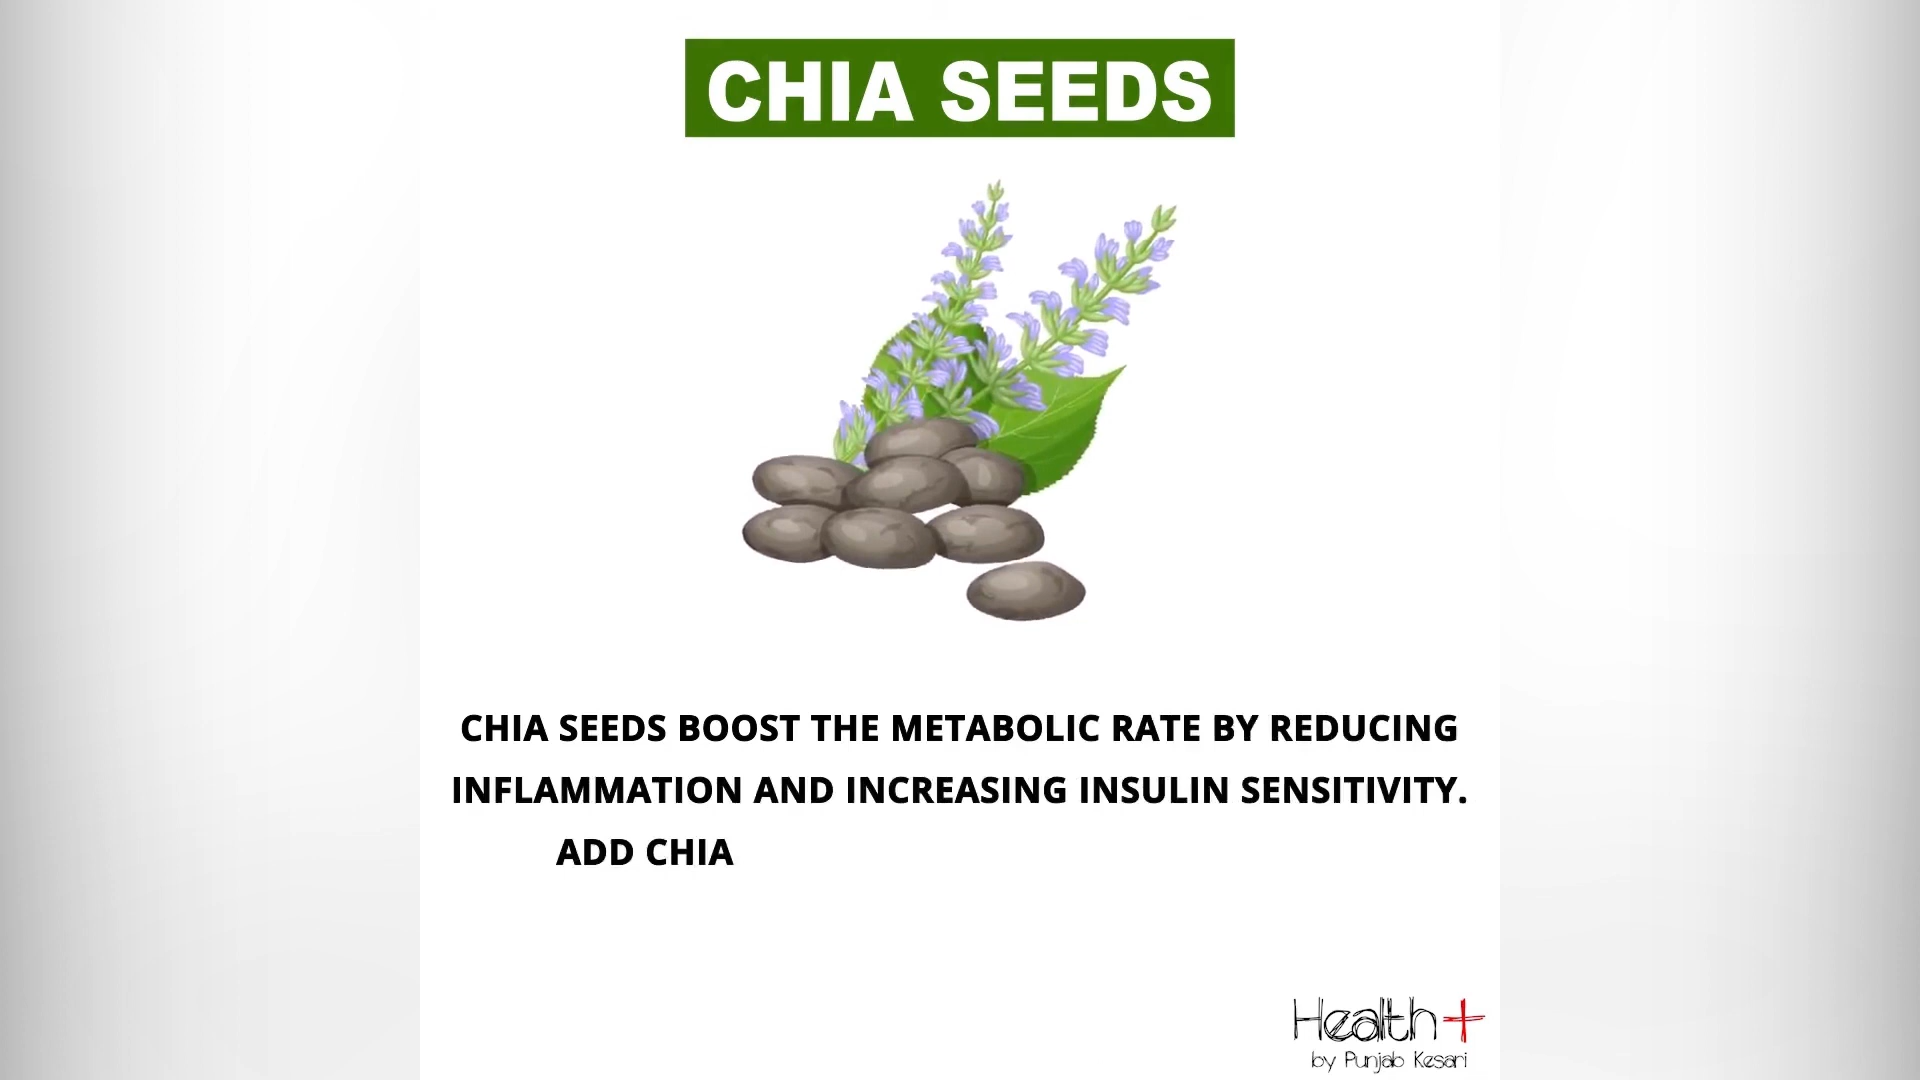 CHIA SEEDS
CHIA SEEDS BOOST THE METABOLIC RATE BY REDUCING
INFLAMMATION AND INCREASING INSULIN SENSITIVITY.
ADD CHIA
Health+
by Punjab Kesari